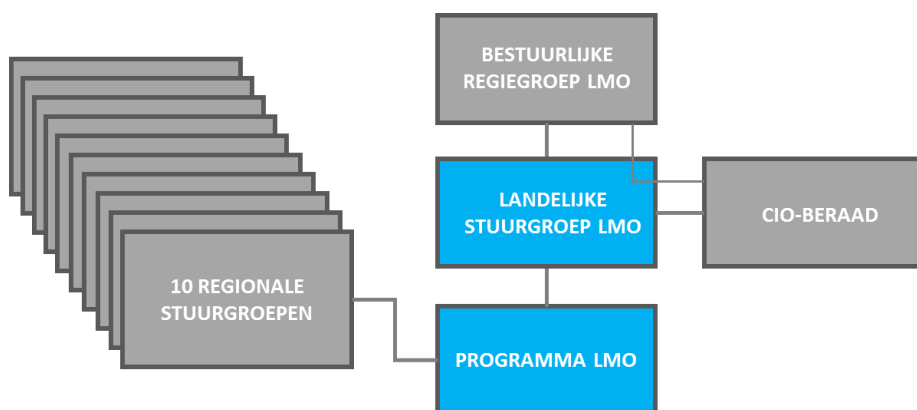 BESTUURLIJKE
REGIEGROEP LMO
LANDELIJKE
STUURGROEP LMO
CIO-BERAAD
10 REGIONALE
STUURGROEPEN
PROGRAMMA LMO